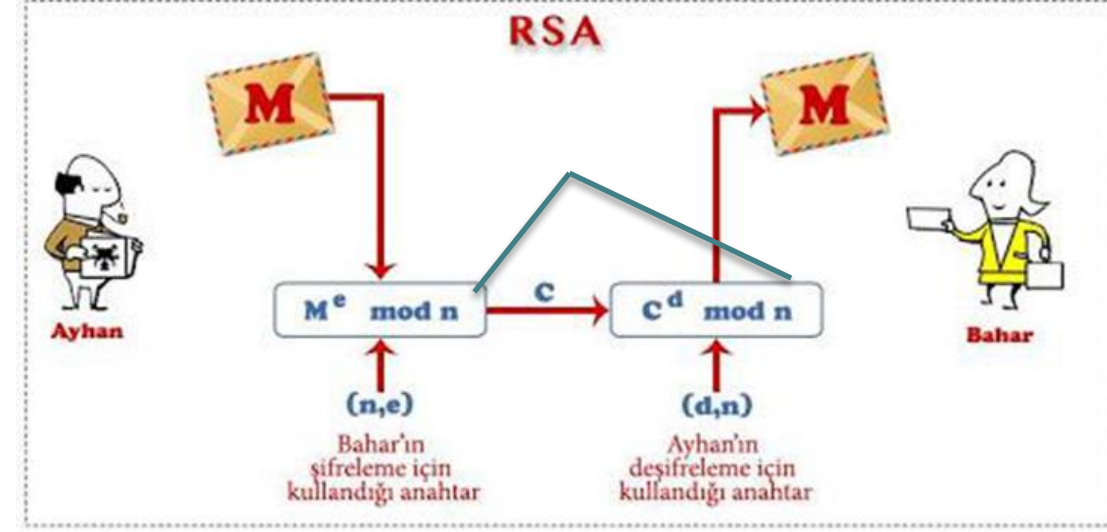 RSA
M
M
M^e mod n
C
C^d mod n
Ayhan
Bahar
(n,e)
(d,n)
Bahar'ın
şifreleme için
kullandığı anahtar
Ayhan'ın
deşifreleme için
kullandığı anahtar